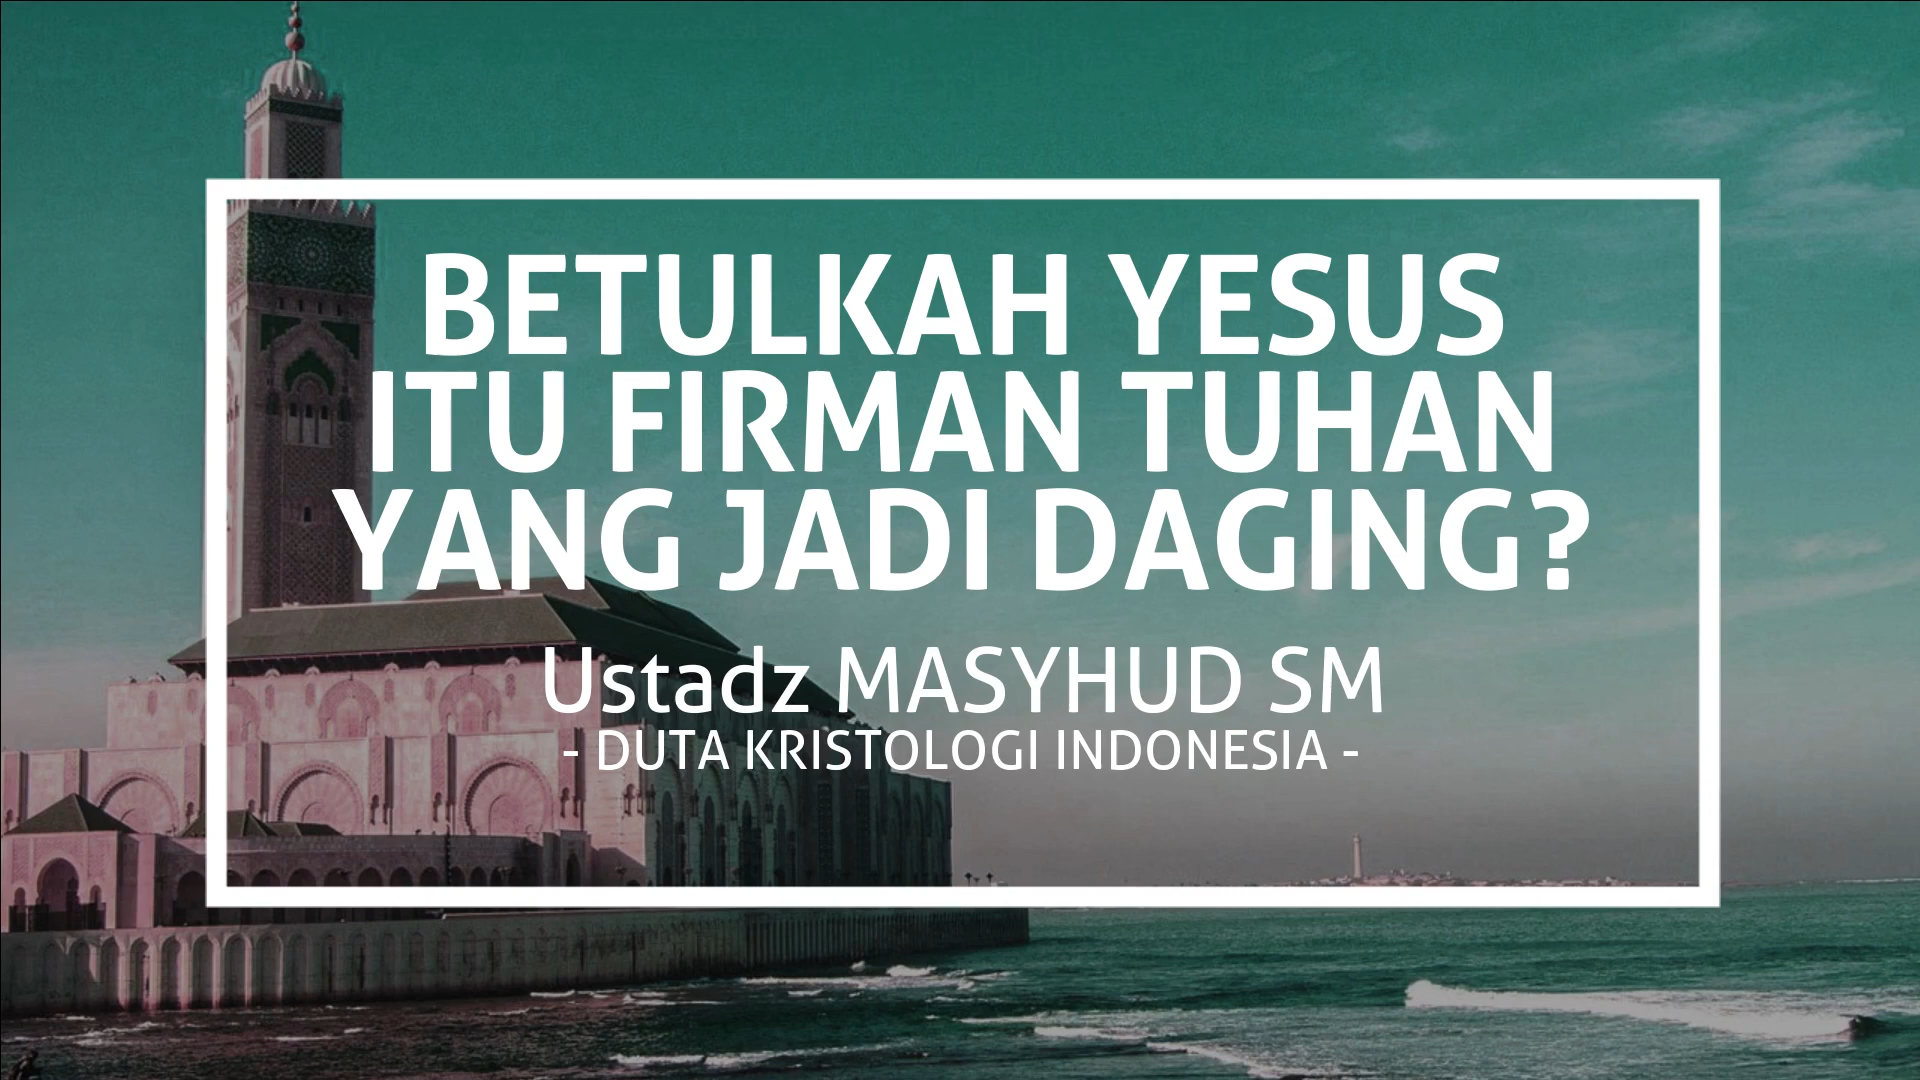 BETULKAH YESUS
ITU FIRMAN TUHAN
YANG JADI DAGING?
Ustadz MASYHUD SM
- DUTA KRISTOLOGI INDONESIA -